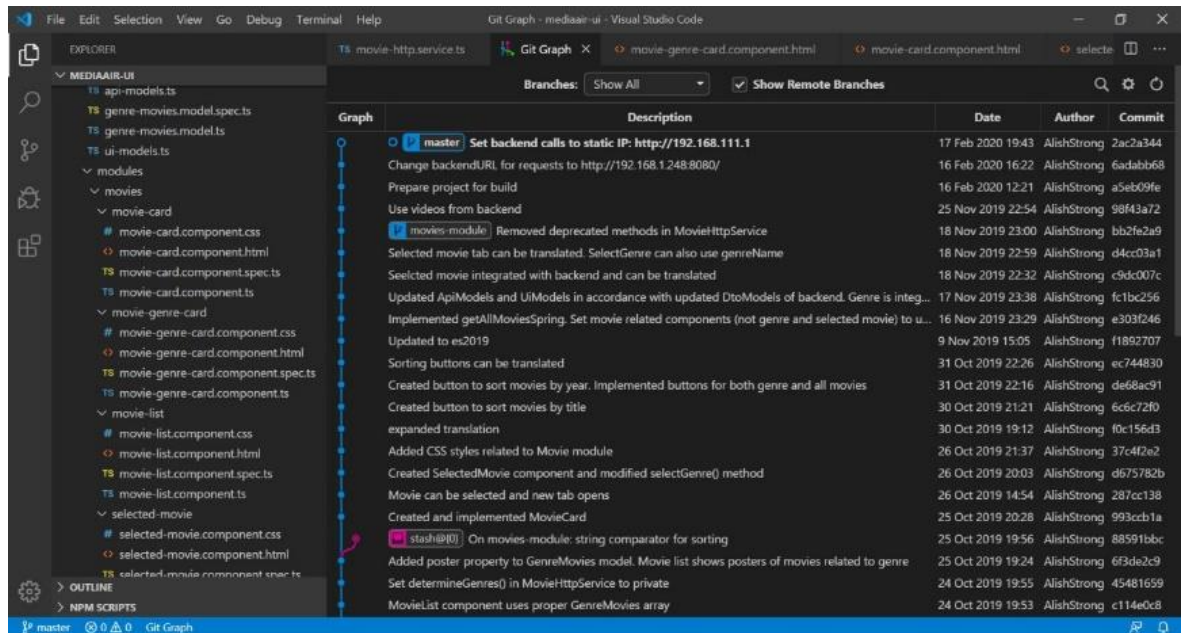 File Edit Selection View Go Debug Terminal Help Git Graph - mediaair-ui - Visual Studio Code
EXPLORER
MEDIAAIR-UI
TS api-models.ts
TS genre-movies.model.spec.ts
TS genre-movies.model.ts
TS ui-models.ts
modules
movies
movie-card
# movie-card.component.css
<> movie-card.component.html
TS movie-card.component.spec.ts
TS movie-card.component.ts
movie-genre-card
# movie-genre-card.component.css
<> movie-genre-card.component.html
TS movie-genre-card.component.spec.ts
TS movie-genre-card.component.ts
movie-list
# movie-list.component.css
<> movie-list.component.html
TS movie-list.component.spec.ts
TS movie-list.component.ts
selected-movie
# selected-movie.component.css
<> selected-movie.component.html
TS selected-movie.component.spec.ts
OUTLINE
NPM SCRIPTS
TS movie-http.service.ts Git Graph × <> movie-genre-card.component.html <> movie-card.component.html <> selecte ...
Branches: Show All Show Remote Branches
Graph Description Date Author Commit
master Set backend calls to static IP: http://192.168.111.1 17 Feb 2020 19:43 AlishStrong 2ac2a344
Change backendURL for requests to http://192.168.1.248:8080/ 16 Feb 2020 16:22 AlishStrong 6adabb68
Prepare project for build 16 Feb 2020 12:21 AlishStrong a5eb09fe
Use videos from backend 25 Nov 2019 22:54 AlishStrong 98f43a72
movies-module Removed deprecated methods in MovieHttpService 18 Nov 2019 23:00 AlishStrong bb2fe2a9
Selected movie tab can be translated. SelectGenre can also use genreName 18 Nov 2019 22:59 AlishStrong d4cc03a1
Seelcted movie integrated with backend and can be translated 18 Nov 2019 22:32 AlishStrong c9dc007c
Updated ApiModels and UiModels in accordance with updated DtoModels of backend. Genre is integ... 17 Nov 2019 23:38 AlishStrong fc1bc256
Implemented getAllMoviesSpring. Set movie related components (not genre and selected movie) to u... 16 Nov 2019 23:29 AlishStrong e303f246
Updated to es2019 9 Nov 2019 15:05 AlishStrong f1892707
Sorting buttons can be translated 31 Oct 2019 22:26 AlishStrong ec744830
Created button to sort movies by year. Implemented buttons for both genre and all movies 31 Oct 2019 22:16 AlishStrong de68ac91
Created button to sort movies by title 30 Oct 2019 21:21 AlishStrong 6c6c72f0
expanded translation 30 Oct 2019 19:12 AlishStrong f0c156d3
Added CSS styles related to Movie module 26 Oct 2019 21:37 AlishStrong 37c4f2e2
Created SelectedMovie component and modified selectGenre() method 26 Oct 2019 20:03 AlishStrong d675782b
Movie can be selected and new tab opens 26 Oct 2019 14:54 AlishStrong 287cc138
Created and implemented MovieCard 25 Oct 2019 20:28 AlishStrong 993ccb1a
stash@{0} On movies-module: string comparator for sorting 25 Oct 2019 19:56 AlishStrong 88591bbc
Added poster property to GenreMovies model. Movie list shows posters of movies related to genre 25 Oct 2019 19:24 AlishStrong 6f3de2c9
Set determineGenres() in MovieHttpService to private 24 Oct 2019 19:55 AlishStrong 45481659
MovieList component uses proper GenreMovies array 24 Oct 2019 19:53 AlishStrong c114e0c8
master 0 0 Git Graph